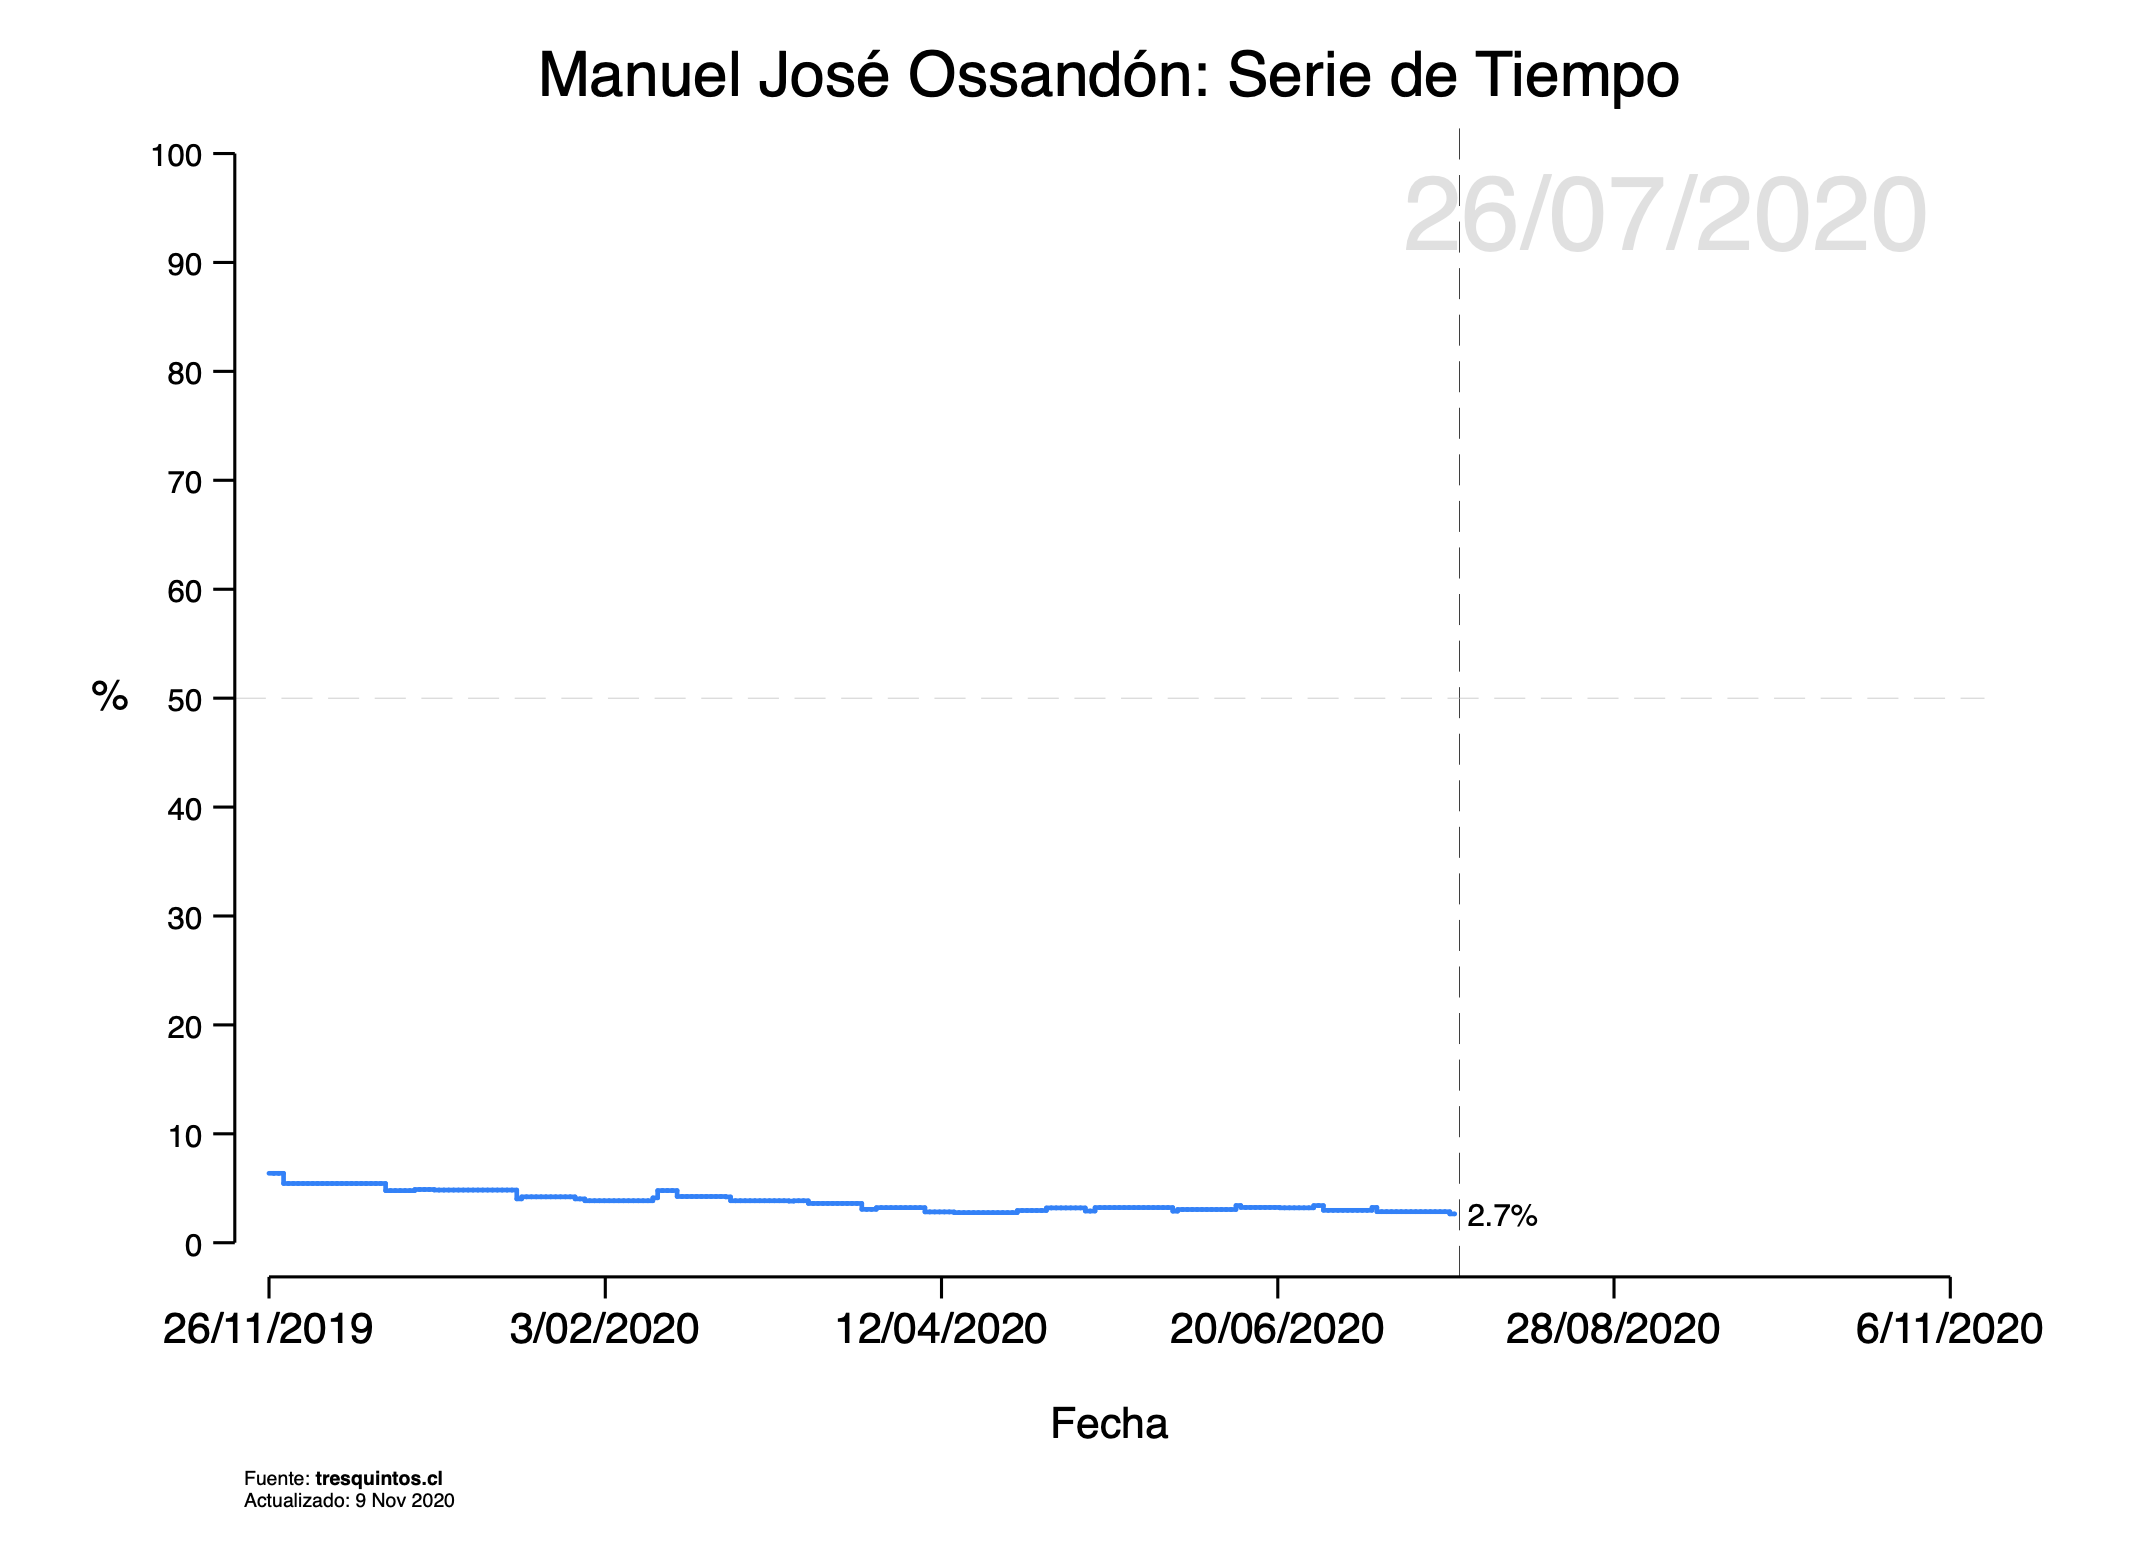 Manuel José Ossandón: Serie de Tiempo
26/07/2020
100
90
80
70
60
50
40
30
20
10
0
%
2.7%
26/11/2019 3/02/2020 12/04/2020 20/06/2020 28/08/2020 6/11/2020
Fecha
Fuente: tresquintos.cl
Actualizado: 9 Nov 2020